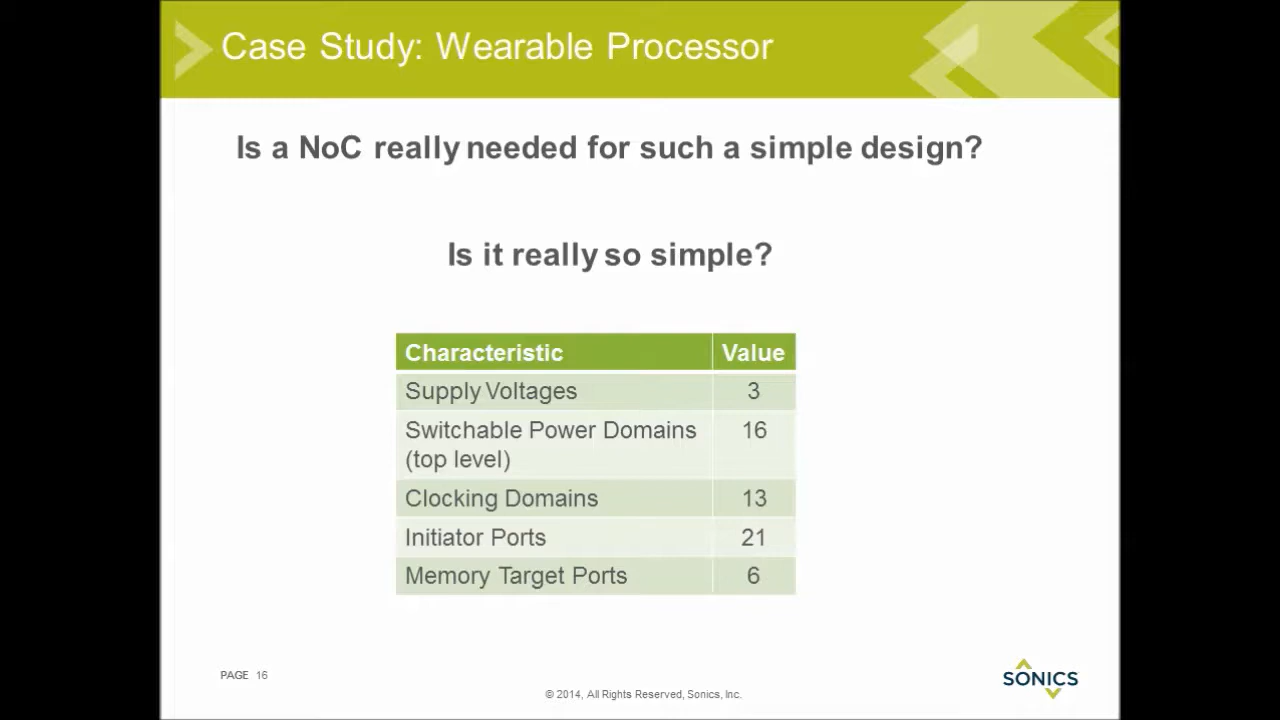 Case Study: Wearable Processor
Is a NoC really needed for such a simple design?
Is it really so simple?
Characteristic Value
Supply Voltages 3
Switchable Power Domains 16
(top level)
Clocking Domains 13
Initiator Ports 21
Memory Target Ports 6
PAGE 16
SONICS
© 2014, All Rights Reserved, Sonics, Inc.